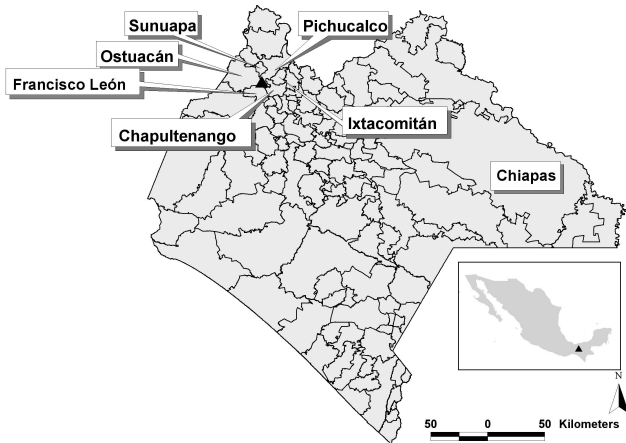 Sunuapa
Pichucalco
Ostuacán
Francisco León
Chapultenango
Ixtacomitán
Chiapas
N
50 0 50 Kilometers